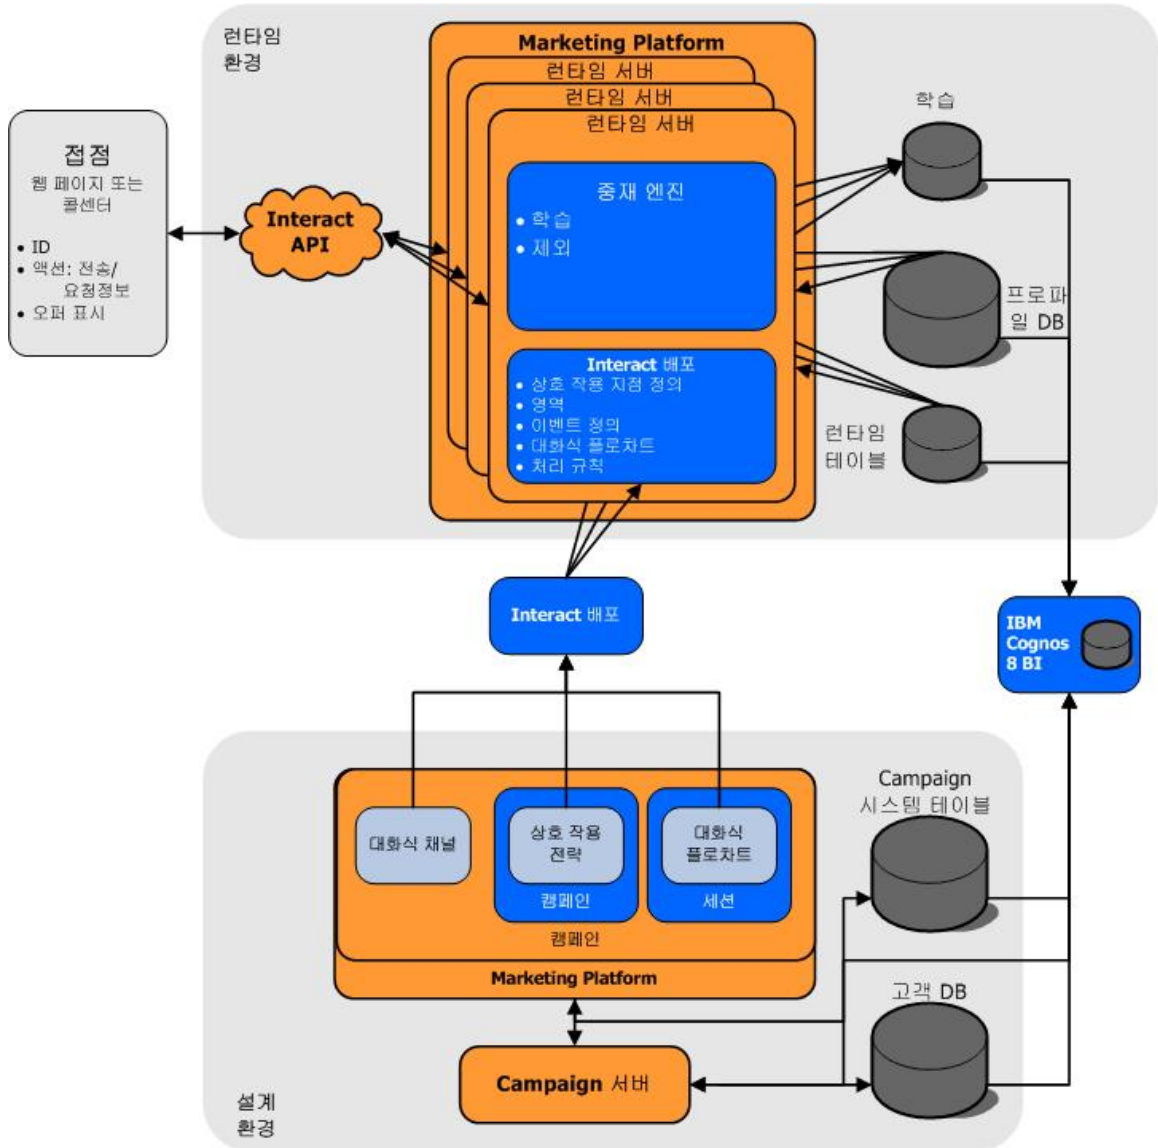 런타임
환경
Marketing Platform
런타임 서버
런타임 서버
런타임 서버
접점
웹 페이지 또는
콜센터
• ID
• 액션: 전송/
요청정보
• 오퍼 표시
Interact
API
중재 엔진
• 학습
• 제외
Interact 배포
• 상호 작용 지점 정의
• 영역
• 이벤트 정의
• 대화식 플로차트
• 처리 규칙
학습
프로파
일 DB
런타임
테이블
Interact 배포
IBM
Cognos
8 BI
대화식 채널
상호 작용
전략
캠페인
대화식
플로차트
세션
캠페인
Marketing Platform
Campaign
시스템 테이블
고객 DB
Campaign 서버
설계
환경